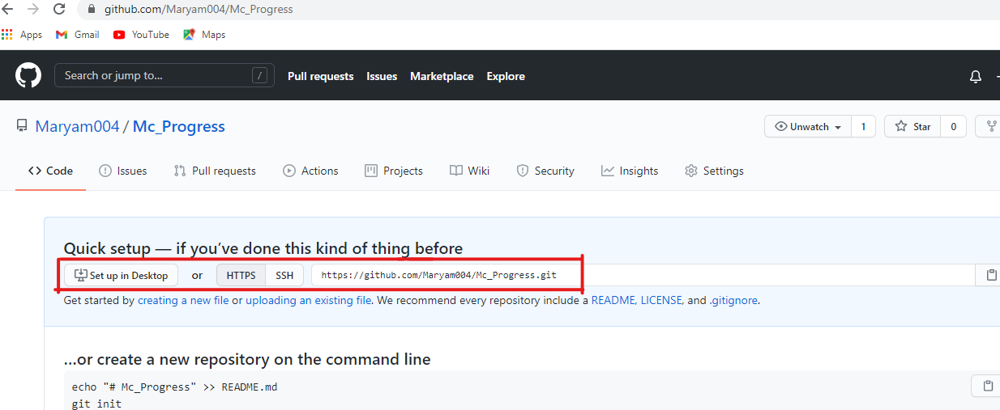 github.com/Maryam004/Mc_Progress
Apps Gmail YouTube Maps
Search or jump to... / Pull requests Issues Marketplace Explore
Maryam004 / Mc_Progress Unwatch 1 Star 0
Code Issues Pull requests Actions Projects Wiki Security Insights Settings
Quick setup — if you’ve done this kind of thing before
Set up in Desktop or HTTPS SSH https://github.com/Maryam004/Mc_Progress.git
Get started by creating a new file or uploading an existing file. We recommend every repository include a README, LICENSE, and .gitignore.
…or create a new repository on the command line
echo "# Mc_Progress" >> README.md
git init